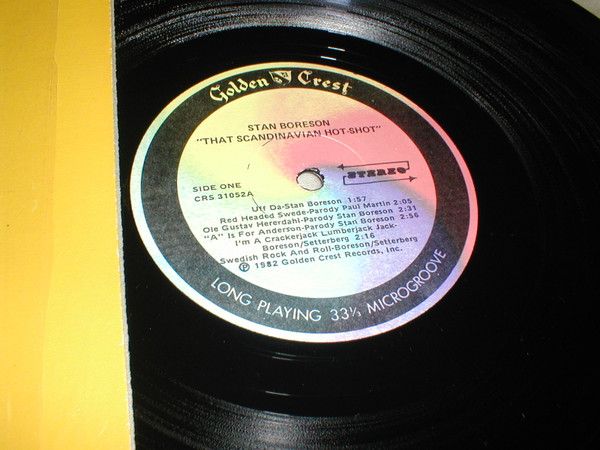 Golden Crest
STAN BORESON
"THAT SCANDINAVIAN HOT-SHOT"
SIDE ONE
CRS 31052A
STEREO
Uff Da-Stan Boreson 1:57
Red Headed Swede-Parody Paul Martin 2:05
Ole Gustav Hererdahl-Parody Stan Boreson 2:31
"A" Is For Anderson-Parody Stan Boreson 2:56
I'm A Crackerjack Lumberjack Jack-
Boreson/Setterberg 2:16
Swedish Rock And Roll-Boreson/Setterberg
Ⓟ 1982 Golden Crest Records, Inc.
LONG PLAYING 33⅓ MICROGROOVE